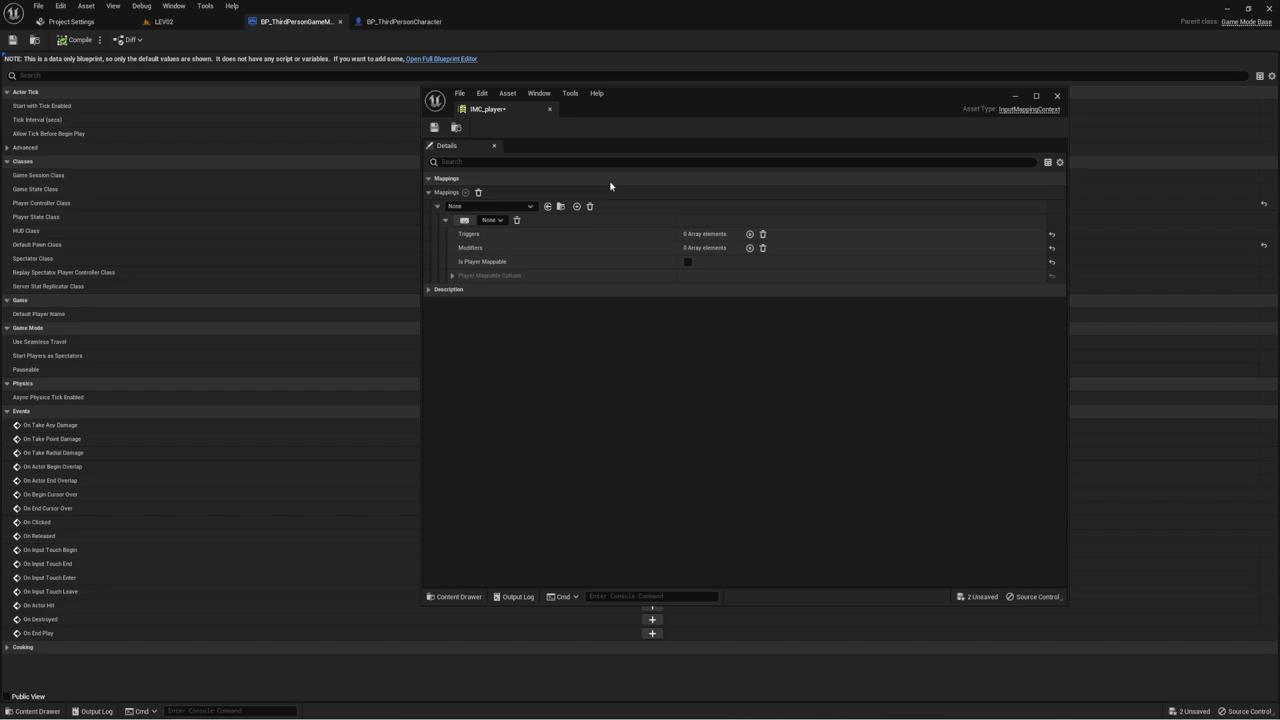 File Edit Asset View Debug Window Tools Help
Project Settings LEV02 BP_ThirdPersonGameM... BP_ThirdPersonCharacter Parent class: Game Mode Base
Compile Diff
NOTE: This is a data only blueprint, so only the default values are shown. It does not have any script or variables. If you want to add some, Open Full Blueprint Editor
Search
Actor Tick
Start with Tick Enabled
Tick Interval (secs)
Allow Tick Before Begin Play
Advanced
Classes
Game Session Class
Game State Class
Player Controller Class
Player State Class
HUD Class
Default Pawn Class
Spectator Class
Replay Spectator Player Controller Class
Server Stat Replicator Class
Game
Default Player Name
Game Mode
Use Seamless Travel
Start Players as Spectators
Pauseable
Physics
Async Physics Tick Enabled
Events
On Take Any Damage
On Take Point Damage
On Take Radial Damage
On Actor Begin Overlap
On Actor End Overlap
On Begin Cursor Over
On End Cursor Over
On Clicked
On Released
On Input Touch Begin
On Input Touch End
On Input Touch Enter
On Input Touch Leave
On Actor Hit
On Destroyed
On End Play
Cooking
Public View
Content Drawer Output Log Cmd Enter Console Command 2 Unsaved Source Control
File Edit Asset Window Tools Help
IMC_player* Asset Type: InputMappingContext
Details
Search
Mappings
Mappings
None
None
Triggers 0 Array elements
Modifiers 0 Array elements
Is Player Mappable
Player Mappable Options
Description
Content Drawer Output Log Cmd Enter Console Command 2 Unsaved Source Control